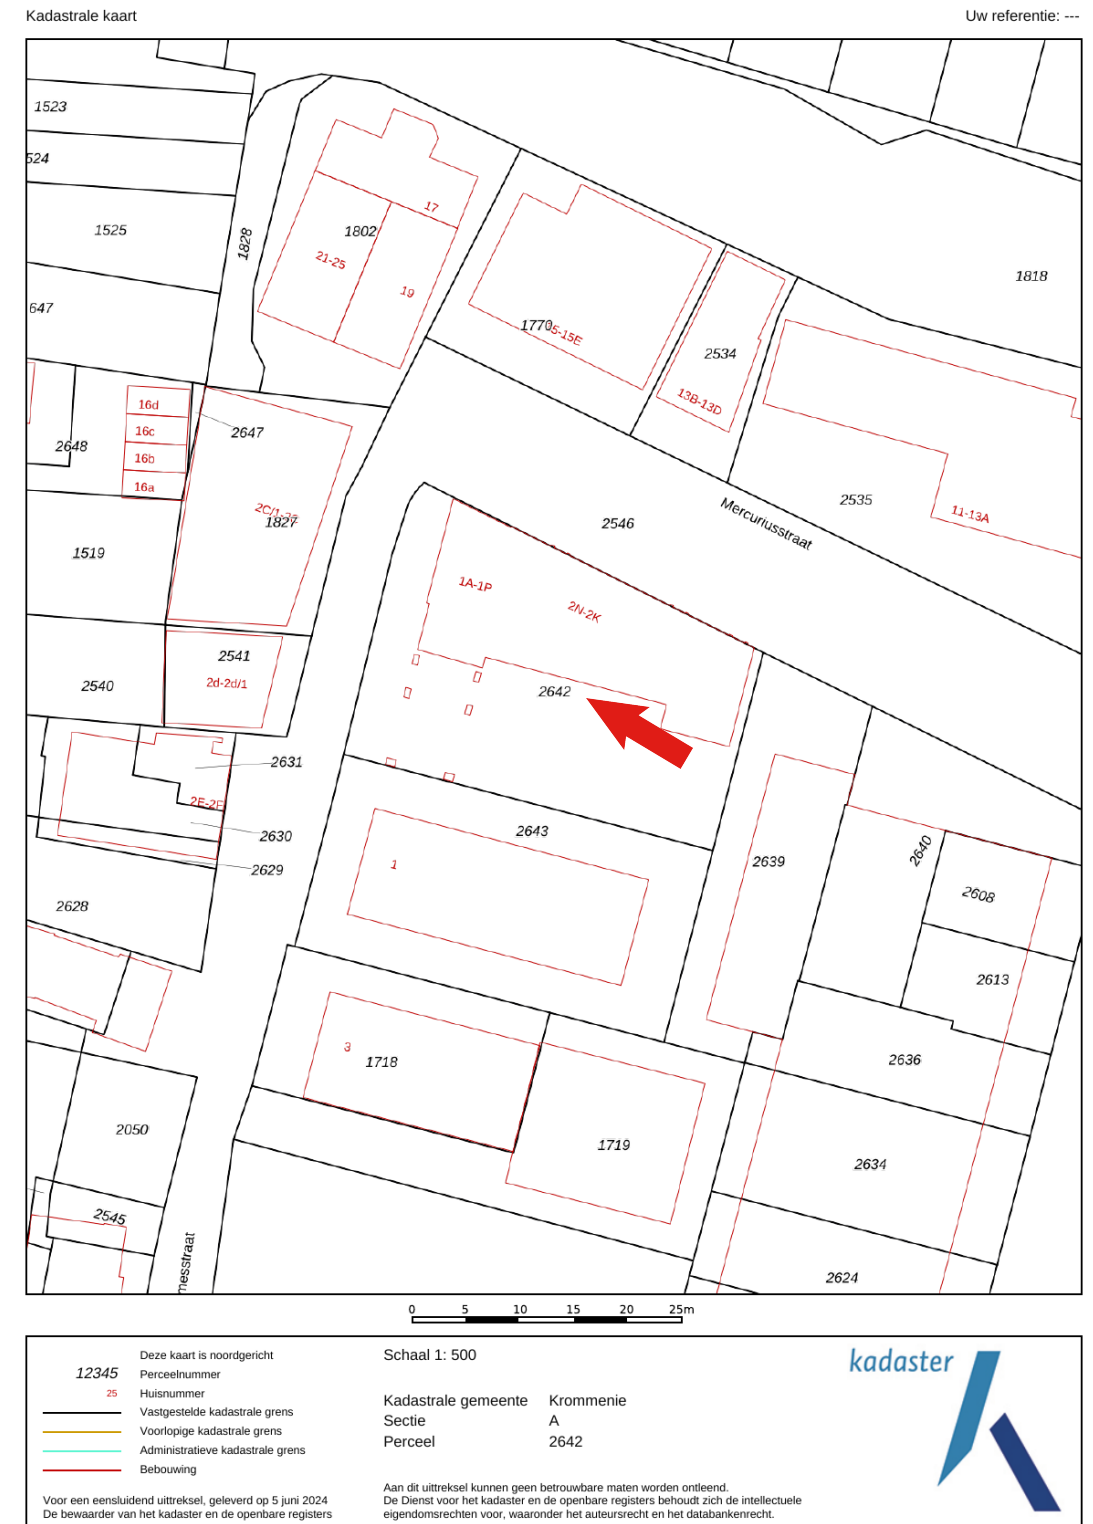 Kadastrale kaart
Uw referentie: ---
1523
524
1525
647
1828
1802
17
21-25
19
1770
5-15E
2534
13B-13D
1818
2535
11-13A
16d
16c
16b
16a
2648
2647
2C/1-
1827
1519
2546
Mercuriusstraat
1A-1P
2N-2K
2642
2540
2541
2d-2d/1
2631
2630
2629
2628
2643
1
2639
2640
2608
2613
2636
3
1718
1719
2634
2050
2545
messtraat
2624
0 5 10 15 20 25m
Deze kaart is noordgericht
12345 Perceelnummer
25 Huisnummer
Vastgestelde kadastrale grens
Voorlopige kadastrale grens
Administratieve kadastrale grens
Bebouwing
Voor een eensluidend uittreksel, geleverd op 5 juni 2024
De bewaarder van het kadaster en de openbare registers
Schaal 1: 500
Kadastrale gemeente Krommenie
Sectie A
Perceel 2642
Aan dit uittreksel kunnen geen betrouwbare maten worden ontleend.
De Dienst voor het kadaster en de openbare registers behoudt zich de intellectuele
eigendomsrechten voor, waaronder het auteursrecht en het databankenrecht.
kadaster